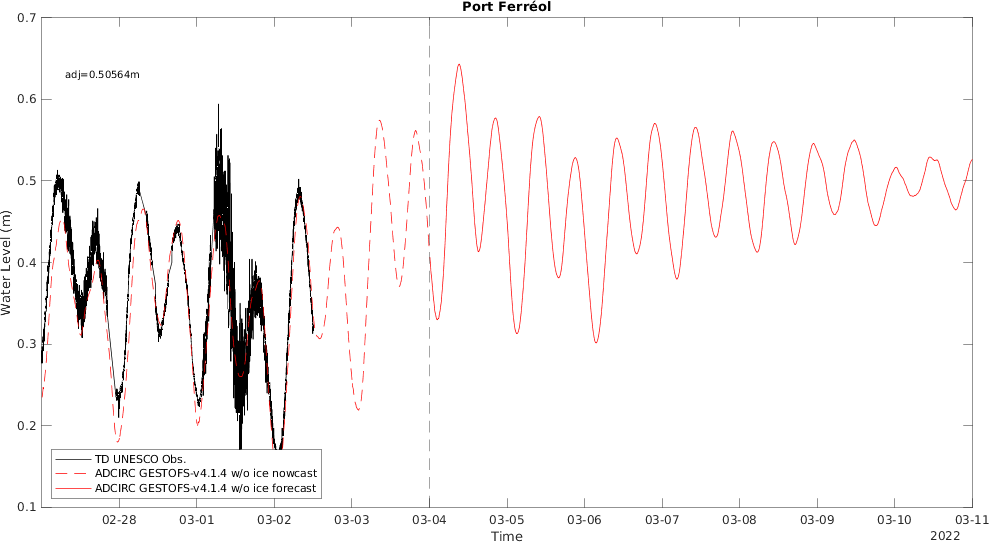 Port Ferréol
0.7
0.6
0.5
0.4
0.3
0.2
0.1
Water Level (m)
adj=0.50564m
TD UNESCO Obs.
ADCIRC GESTOFS-v4.1.4 w/o ice nowcast
ADCIRC GESTOFS-v4.1.4 w/o ice forecast
02-28 03-01 03-02 03-03 03-04 03-05 03-06 03-07 03-08 03-09 03-10 03-11
Time
2022